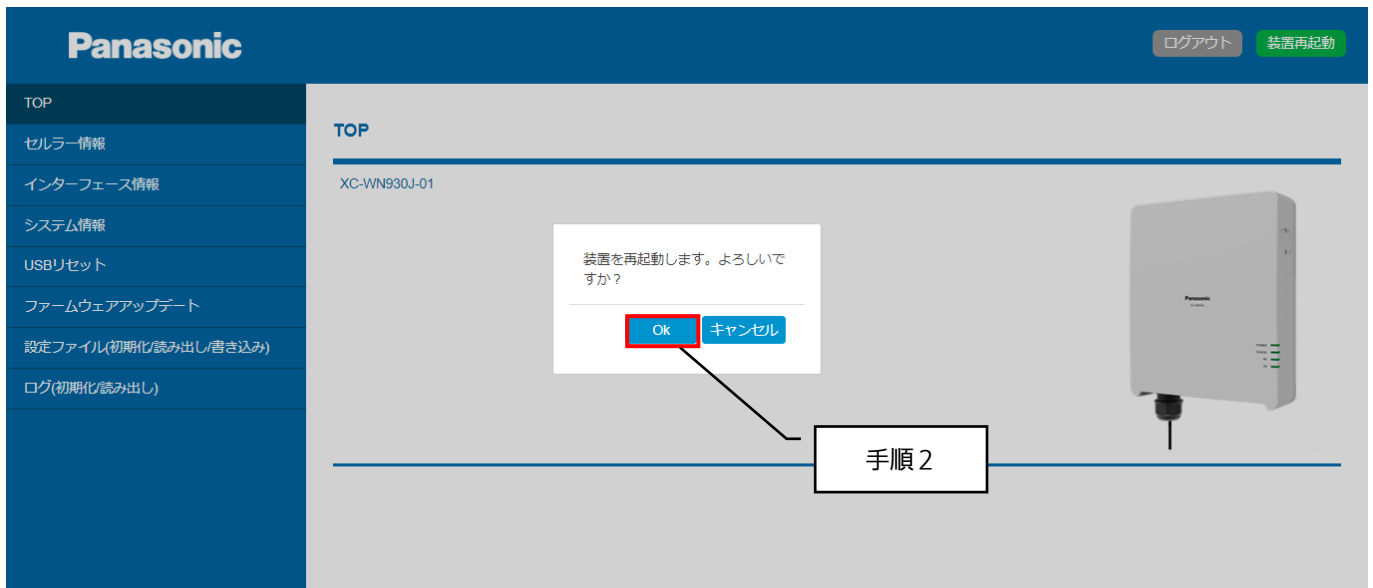 Panasonic
ログアウト
装置再起動
TOP
セルラー情報
インターフェース情報
システム情報
USBリセット
ファームウェアアップデート
設定ファイル(初期化/読み出し/書き込み)
ログ(初期化/読み出し)
TOP
XC-WN930J-01
装置を再起動します。よろしいで
すか？
Ok
キャンセル
手順２
Panasonic